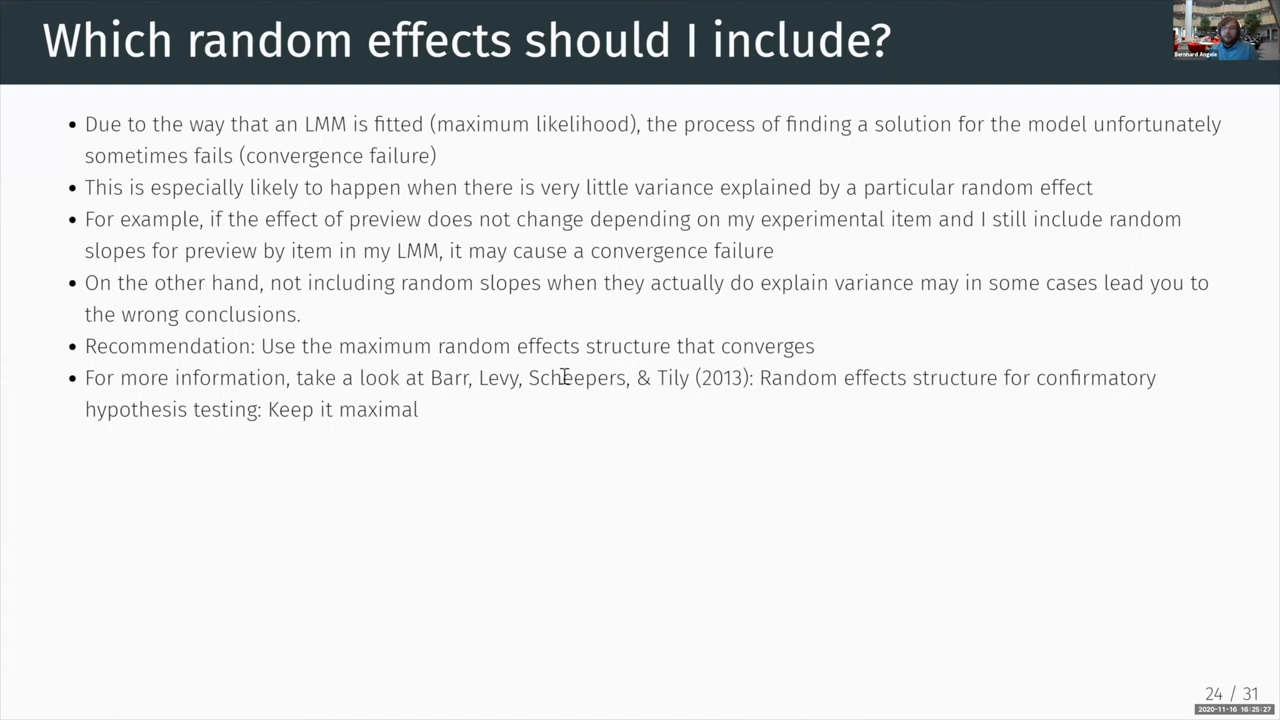 Which random effects should I include?
Bernhard Angele
• Due to the way that an LMM is fitted (maximum likelihood), the process of finding a solution for the model unfortunately
sometimes fails (convergence failure)
• This is especially likely to happen when there is very little variance explained by a particular random effect
• For example, if the effect of preview does not change depending on my experimental item and I still include random
slopes for preview by item in my LMM, it may cause a convergence failure
• On the other hand, not including random slopes when they actually do explain variance may in some cases lead you to
the wrong conclusions.
• Recommendation: Use the maximum random effects structure that converges
• For more information, take a look at Barr, Levy, Scheepers, & Tily (2013): Random effects structure for confirmatory
hypothesis testing: Keep it maximal
24 / 31
2020-11-16 16:25:27